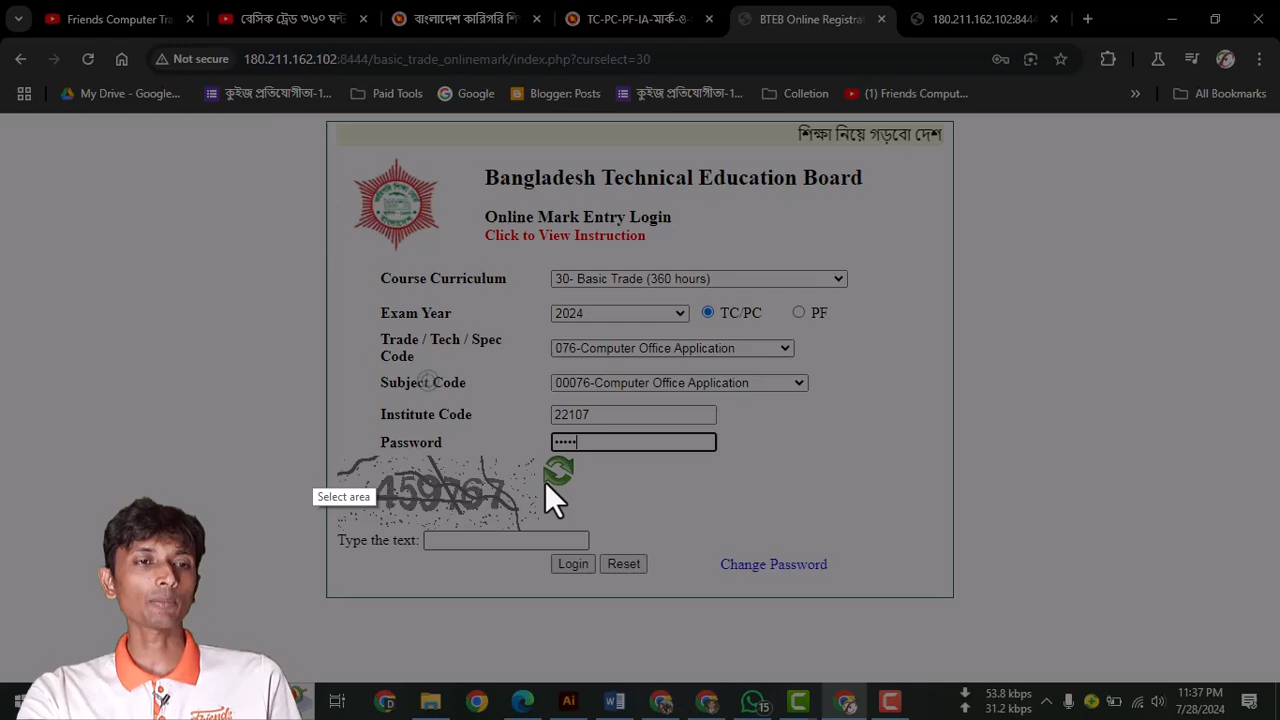 Friends Computer Tra
বেসিক ট্রেড ৩৬০ ঘন্ট
বাংলাদেশ কারিগরি শি
TC-PC-PF-IA-মার্ক-ও-
BTEB Online Registra
180.211.162.102:8444
Not secure
180.211.162.102:8444/basic_trade_onlinemark/index.php?curselect=30
My Drive - Google...
কুইজ প্রতিযোগীতা-1...
Paid Tools
Google
Blogger: Posts
কুইজ প্রতিযোগীতা-1...
Colletion
(1) Friends Comput...
All Bookmarks
শিক্ষা নিয়ে গড়বো দেশ
Bangladesh Technical Education Board
Online Mark Entry Login
Click to View Instruction
Course Curriculum 30- Basic Trade (360 hours)
Exam Year 2024 TC/PC PF
Trade / Tech / Spec
Code
076-Computer Office Application
Subject Code 00076-Computer Office Application
Institute Code 22107
Password •••••
459767
Select area
Type the text:
Login Reset Change Password
Friends
15
53.8 kbps
31.2 kbps
11:37 PM
7/28/2024